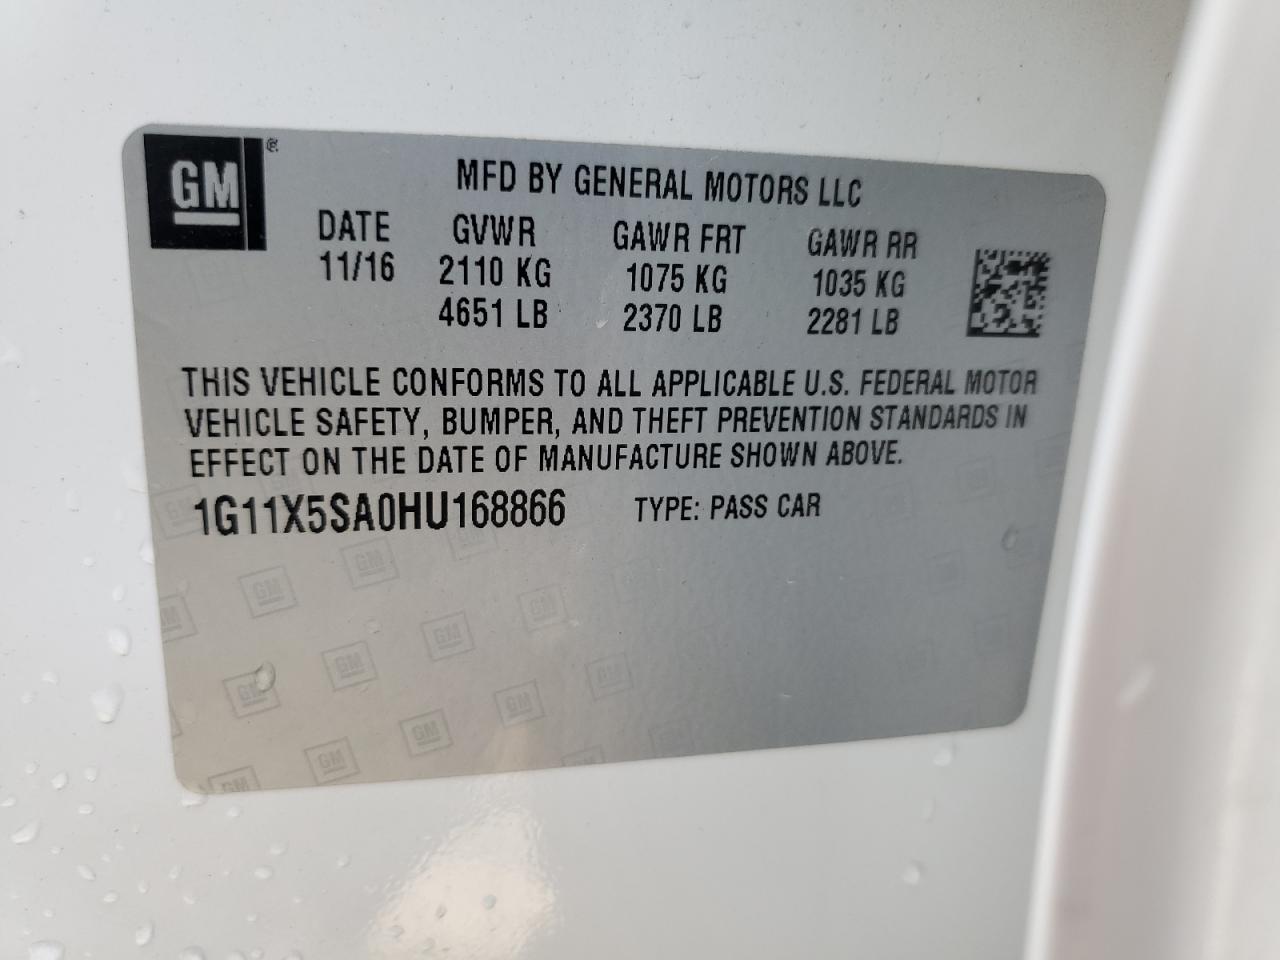 GM®
MFD BY GENERAL MOTORS LLC
DATE GVWR GAWR FRT GAWR RR
11/16 2110 KG 1075 KG 1035 KG
4651 LB 2370 LB 2281 LB
THIS VEHICLE CONFORMS TO ALL APPLICABLE U.S. FEDERAL MOTOR
VEHICLE SAFETY, BUMPER, AND THEFT PREVENTION STANDARDS IN
EFFECT ON THE DATE OF MANUFACTURE SHOWN ABOVE.
1G11X5SA0HU168866 TYPE: PASS CAR